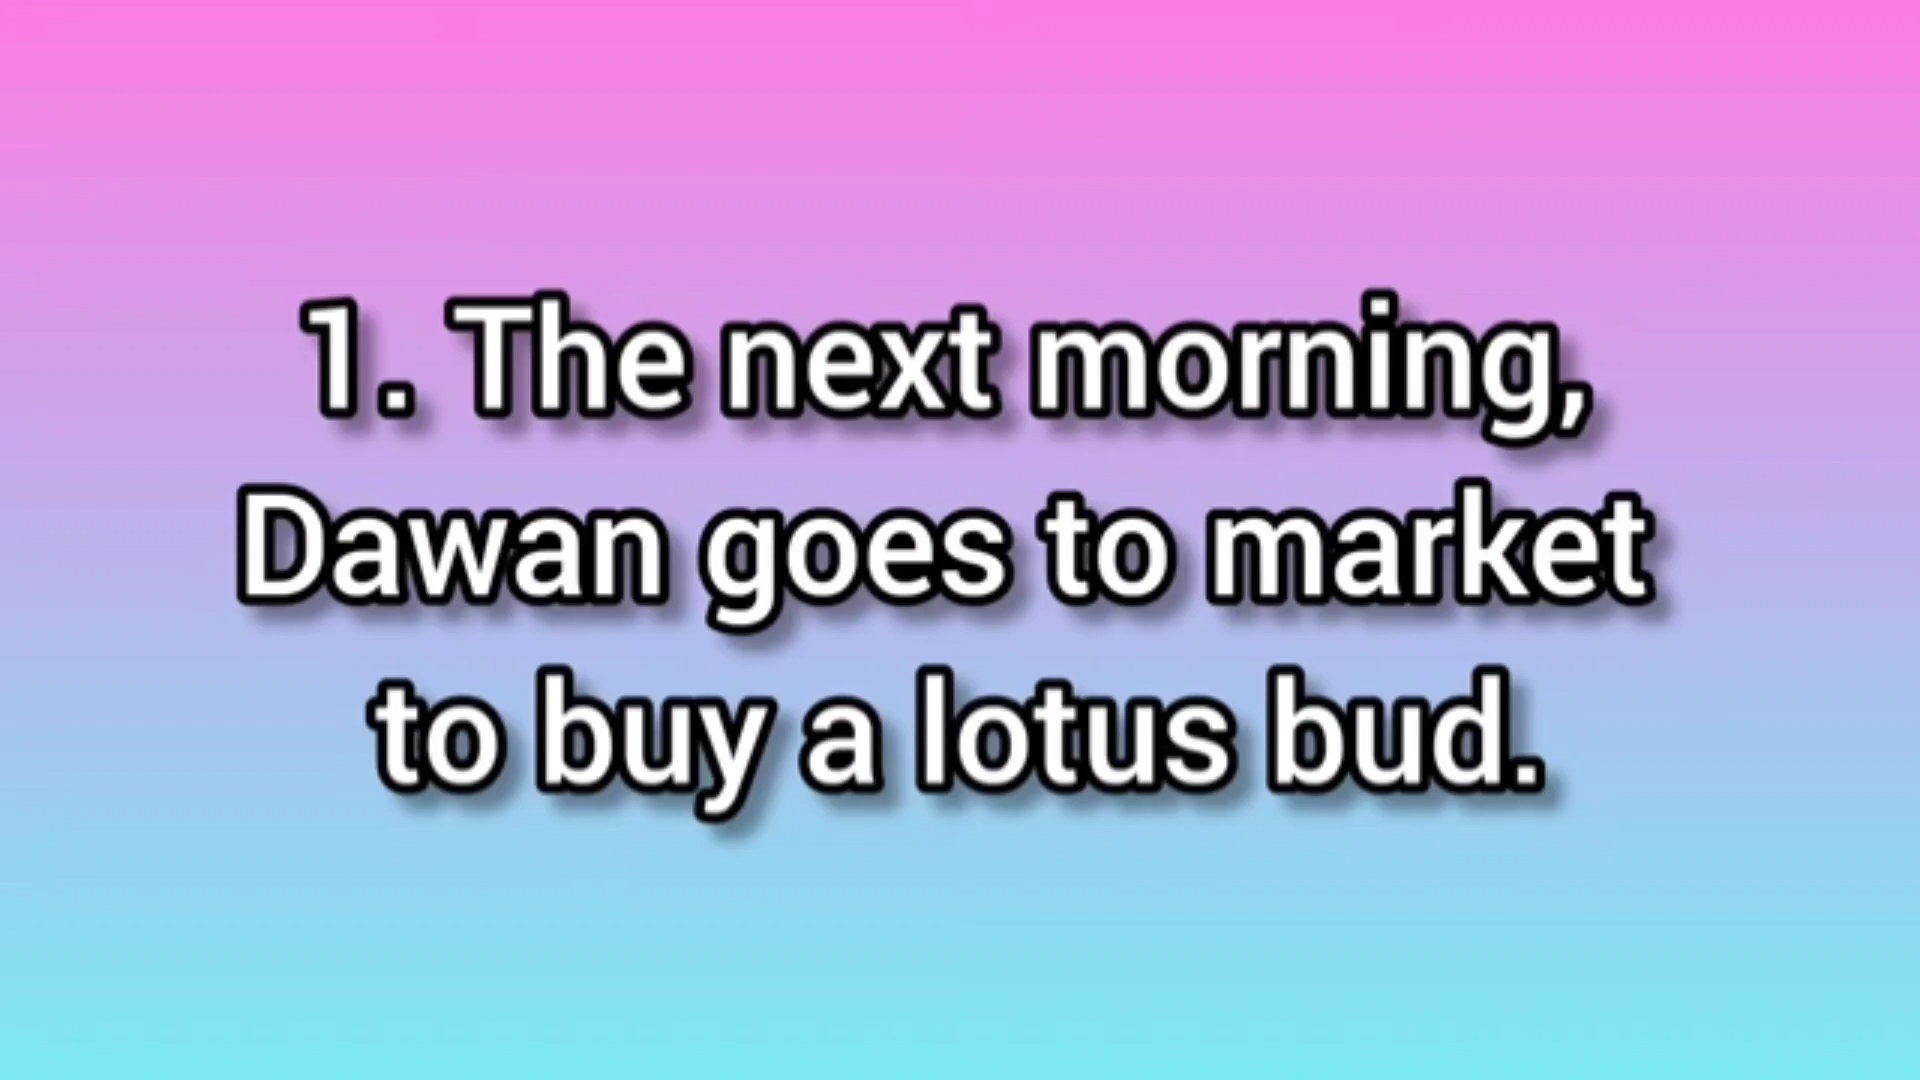 1. The next morning,
Dawan goes to market
to buy a lotus bud.